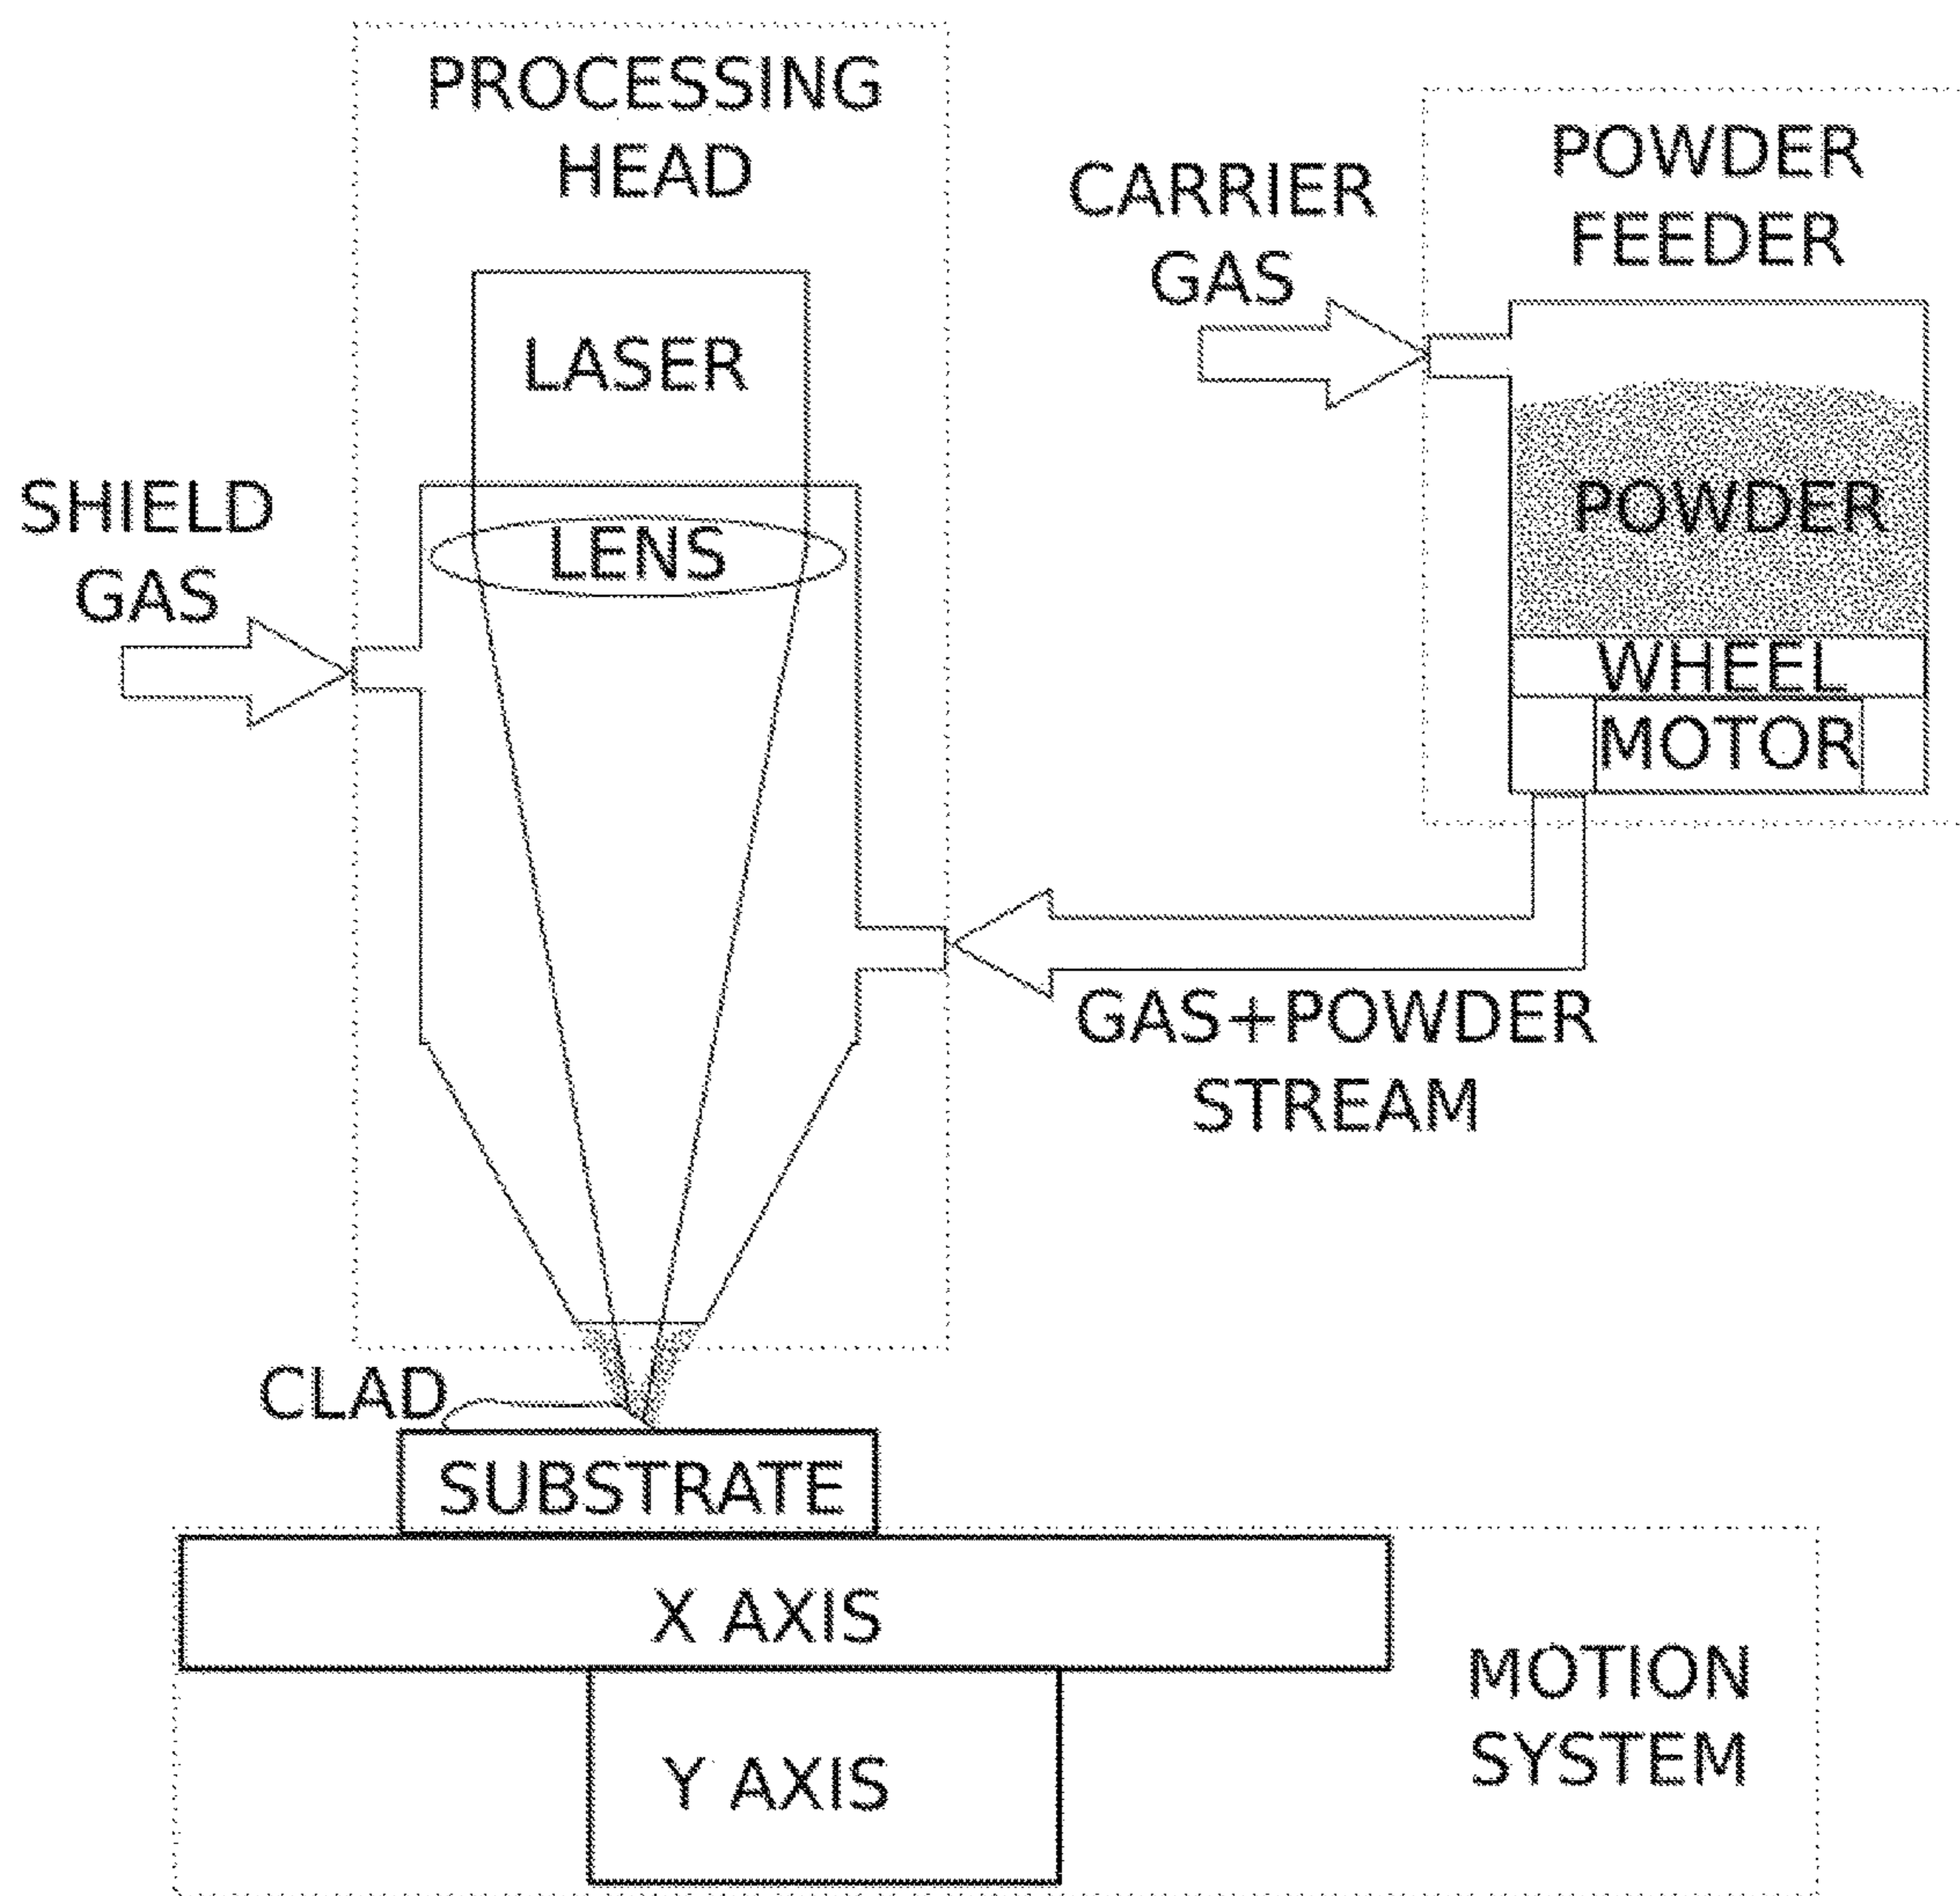 PROCESSING
HEAD
LASER
LENS
SHIELD
GAS
CARRIER
GAS
POWDER
FEEDER
POWDER
WHEEL
MOTOR
GAS+POWDER
STREAM
CLAD
SUBSTRATE
X AXIS
Y AXIS
MOTION
SYSTEM